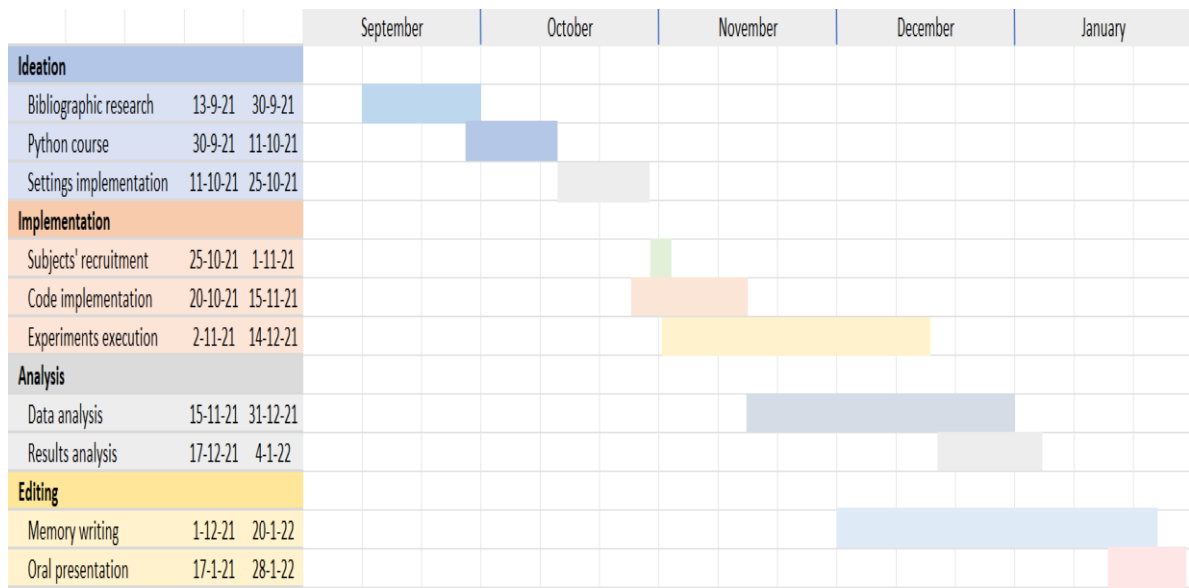 September October November December January
Ideation
Bibliographic research 13-9-21 30-9-21
Python course 30-9-21 11-10-21
Settings implementation 11-10-21 25-10-21
Implementation
Subjects' recruitment 25-10-21 1-11-21
Code implementation 20-10-21 15-11-21
Experiments execution 2-11-21 14-12-21
Analysis
Data analysis 15-11-21 31-12-21
Results analysis 17-12-21 4-1-22
Editing
Memory writing 1-12-21 20-1-22
Oral presentation 17-1-21 28-1-22